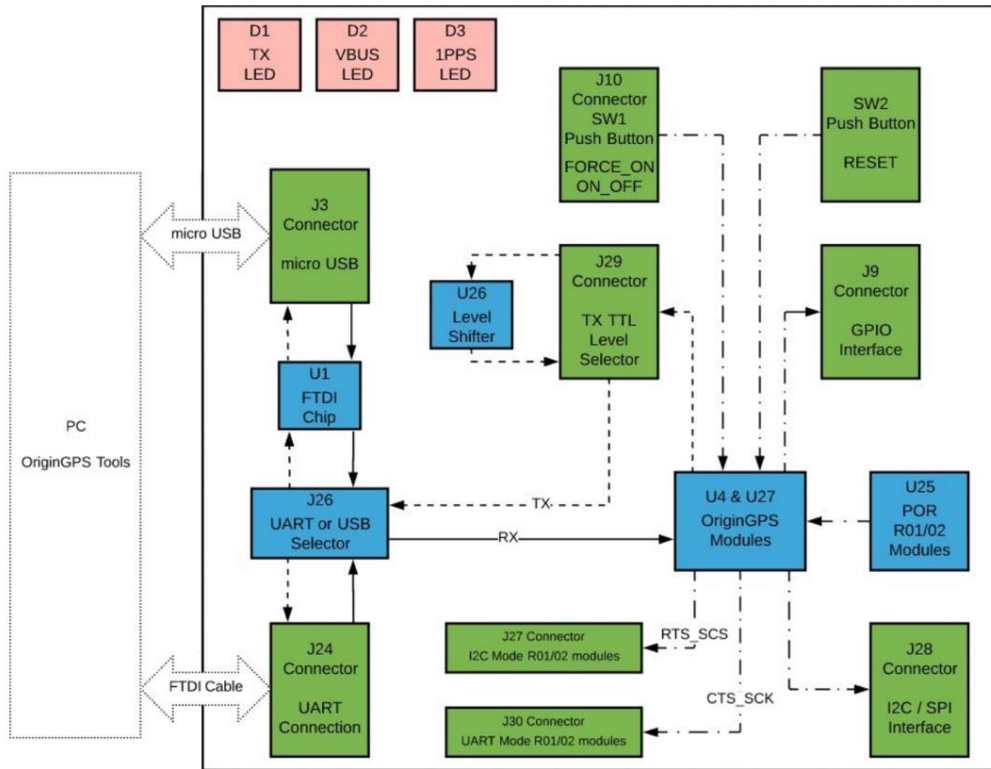 D1
TX
LED
D2
VBUS
LED
D3
1PPS
LED
J10
Connector
SW1
Push Button
FORCE_ON
ON_OFF
SW2
Push Button
RESET
J3
Connector
micro USB
micro USB
J29
Connector
TX TTL
Level
Selector
U26
Level
Shifter
J9
Connector
GPIO
Interface
U1
FTDI
Chip
PC
OriginGPS Tools
J26
UART or USB
Selector
TX
RX
U4 & U27
OriginGPS
Modules
U25
POR
R01/02
Modules
J24
Connector
UART
Connection
FTDI Cable
RTS_SCS
J27 Connector
I2C Mode R01/02 modules
CTS_SCK
J30 Connector
UART Mode R01/02 modules
J28
Connector
I2C / SPI
Interface